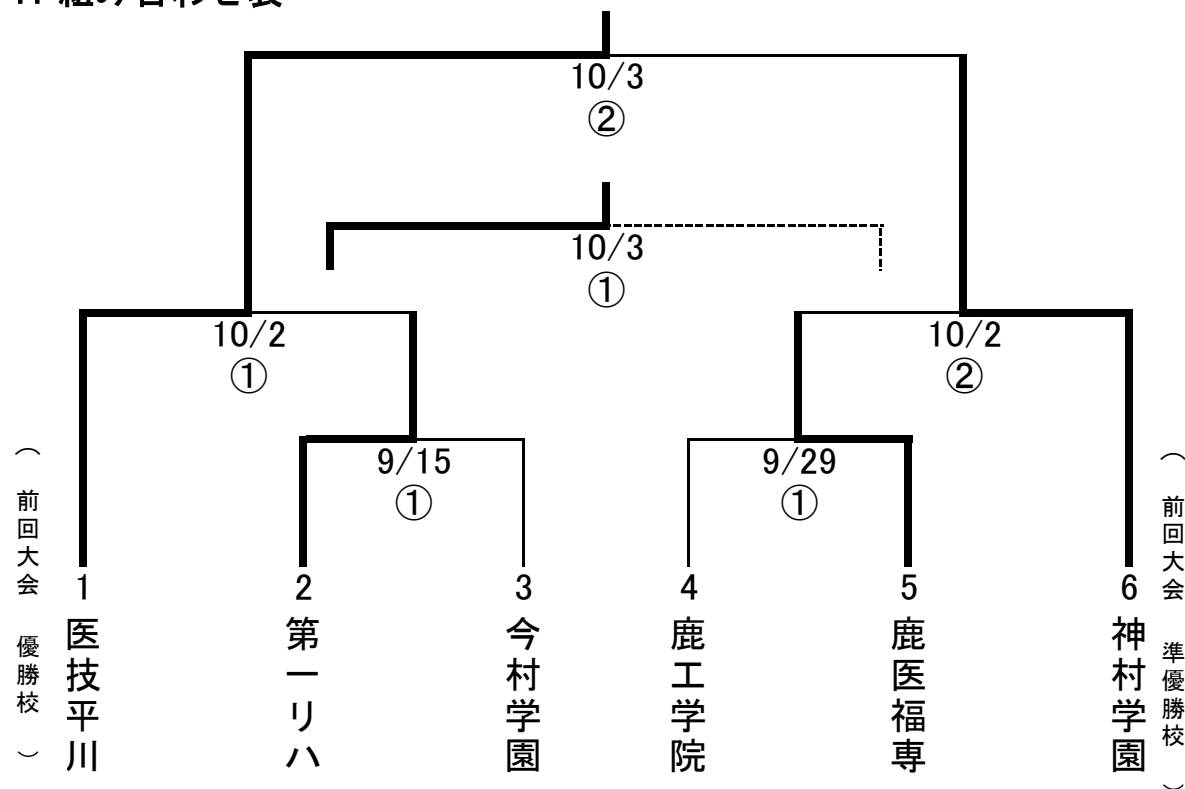 10/3
②
10/3
①
10/2
①
10/2
②
9/15
①
9/29
①
(前回大会 優勝校)
1 医技平川
2 第一リハ
3 今村学園
4 鹿工学院
5 鹿医福専
6 神村学園
(前回大会 準優勝校)